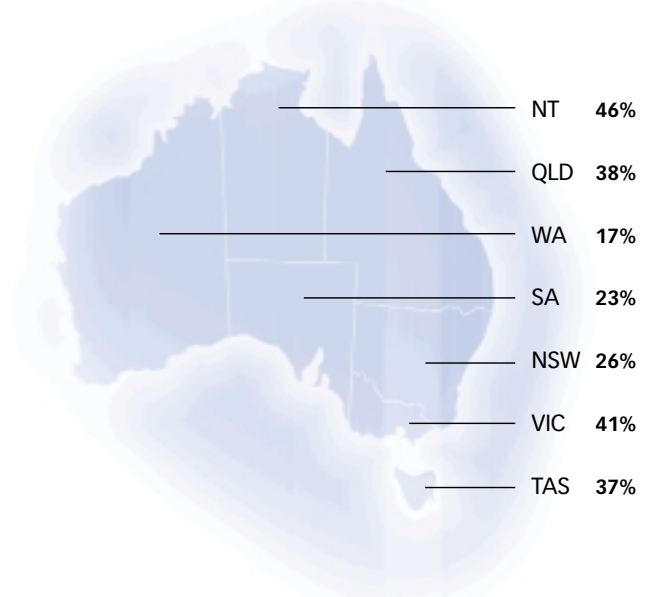 NT 46%
QLD 38%
WA 17%
SA 23%
NSW 26%
VIC 41%
TAS 37%